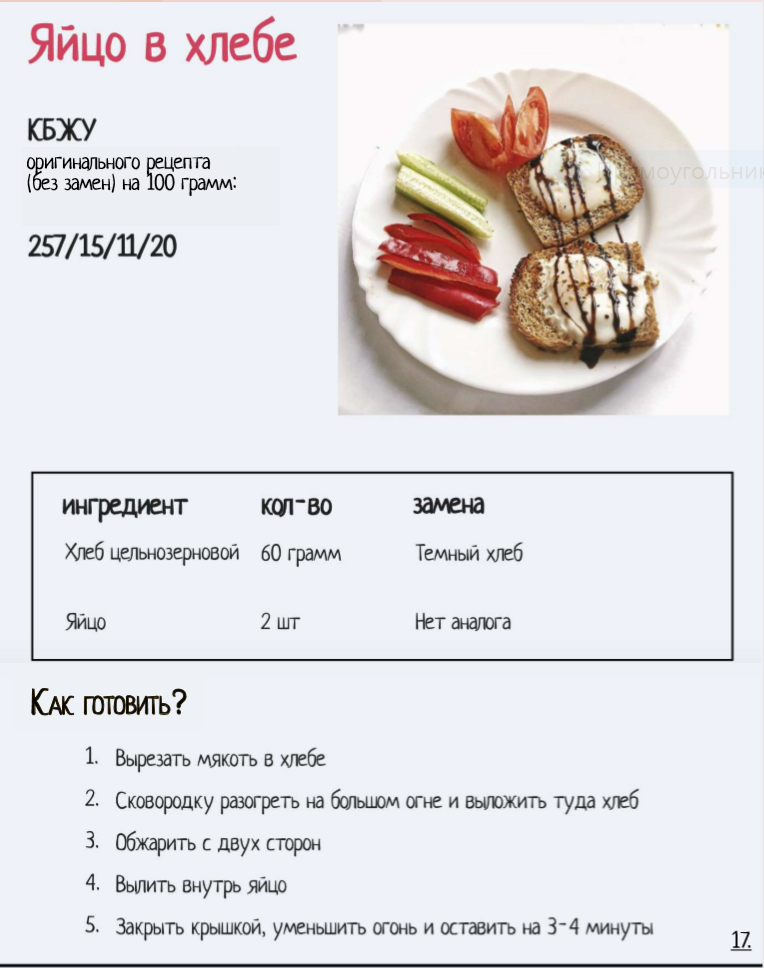 Яйцо в хлебе
КБЖУ
оригинального рецепта
(без замен) на 100 грамм:
257/15/11/20
моугольник
ингредиент кол-во замена
Хлеб цельнозерновой 60 грамм Темный хлеб
Яйцо 2 шт Нет аналога
Как готовить?
1. Вырезать мякоть в хлебе
2. Сковородку разогреть на большом огне и выложить туда хлеб
3. Обжарить с двух сторон
4. Вылить внутрь яйцо
5. Закрыть крышкой, уменьшить огонь и оставить на 3-4 минуты
17.